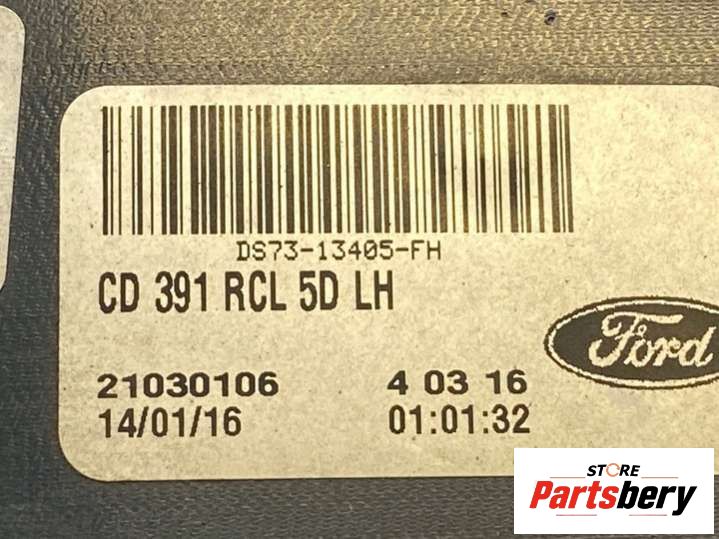 DS73-13405-FH
CD 391 RCL 5D LH
Ford
21030106 4 03 16
14/01/16 01:01:32
STORE
Partsbery